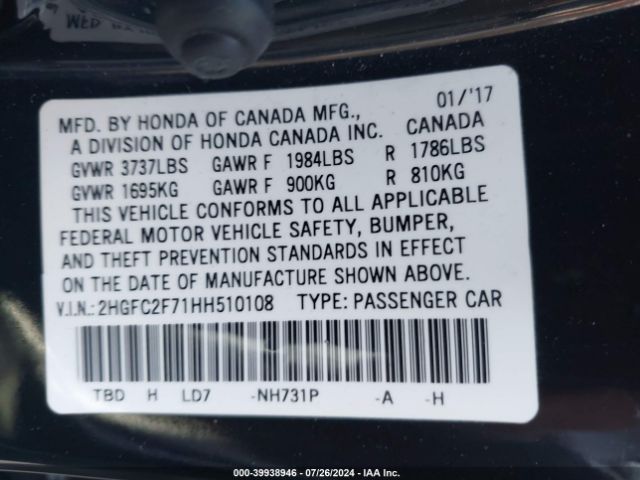 MFD. BY HONDA OF CANADA MFG., 01/'17
A DIVISION OF HONDA CANADA INC. CANADA
GVWR 3737LBS GAWR F 1984LBS R 1786LBS
GVWR 1695KG GAWR F 900KG R 810KG
THIS VEHICLE CONFORMS TO ALL APPLICABLE
FEDERAL MOTOR VEHICLE SAFETY, BUMPER,
AND THEFT PREVENTION STANDARDS IN EFFECT
ON THE DATE OF MANUFACTURE SHOWN ABOVE.
V.I.N.: 2HGFC2F71HH510108 TYPE: PASSENGER CAR
TBD H LD7 -NH731P -A -H
000-39938946 - 07/26/2024 - IAA Inc.